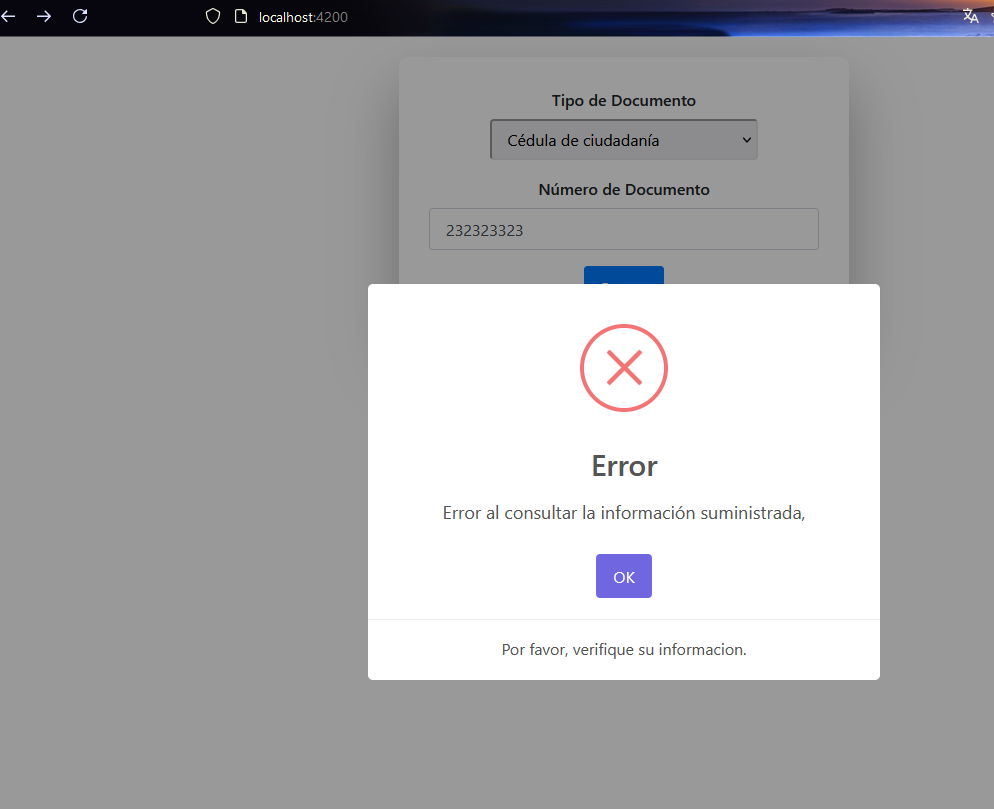 localhost:4200
Tipo de Documento
Cédula de ciudadanía
Número de Documento
232323323
Error
Error al consultar la información suministrada,
OK
Por favor, verifique su informacion.